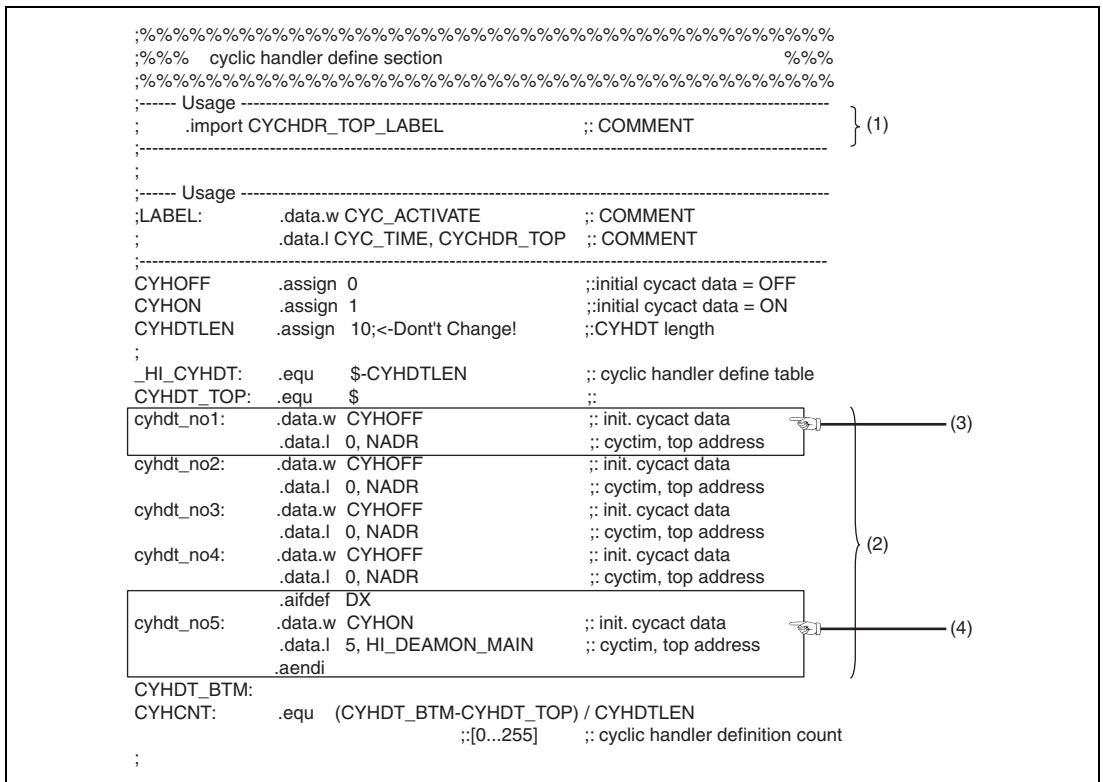 ;%%%%%%%%%%%%%%%%%%%%%%%%%%%%%%%%%%%%%%%%%%
;%%% cyclic handler define section %%%
;%%%%%%%%%%%%%%%%%%%%%%%%%%%%%%%%%%%%%%%%%%
;------ Usage -----------------------------------------------------------------------------------------------
; .import CYCHDR_TOP_LABEL ;: COMMENT (1)
;---------------------------------------------------------------------------------------------------------------
;
;------ Usage -----------------------------------------------------------------------------------------------
;LABEL: .data.w CYC_ACTIVATE ;: COMMENT
; .data.l CYC_TIME, CYCHDR_TOP ;: COMMENT
;---------------------------------------------------------------------------------------------------------------
CYHOFF .assign 0 ;:initial cycact data = OFF
CYHON .assign 1 ;:initial cycact data = ON
CYHDTLEN .assign 10;<-Dont't Change! ;:CYHDT length
;
_HI_CYHDT: .equ $-CYHDTLEN ;: cyclic handler define table
CYHDT_TOP: .equ $ ;:
cyhdt_no1: .data.w CYHOFF ;: init. cycact data (3)
.data.l 0, NADR ;: cyctim, top address
cyhdt_no2: .data.w CYHOFF ;: init. cycact data
.data.l 0, NADR ;: cyctim, top address
cyhdt_no3: .data.w CYHOFF ;: init. cycact data
.data.l 0, NADR ;: cyctim, top address
cyhdt_no4: .data.w CYHOFF ;: init. cycact data (2)
.data.l 0, NADR ;: cyctim, top address
.aifdef DX
cyhdt_no5: .data.w CYHON ;: init. cycact data (4)
.data.l 5, HI_DEAMON_MAIN ;: cyctim, top address
.aendi
CYHDT_BTM:
CYHCNT: .equ (CYHDT_BTM-CYHDT_TOP) / CYHDTLEN
;:[0...255] ;: cyclic handler definition count
;